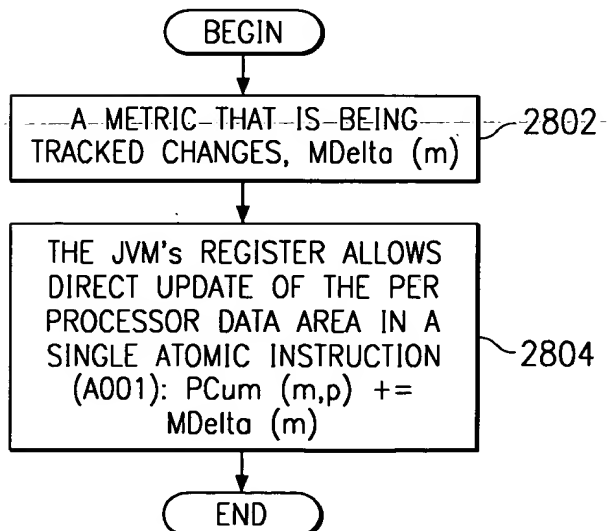 BEGIN
A METRIC THAT IS BEING
TRACKED CHANGES, MDelta (m)
2802
THE JVM's REGISTER ALLOWS
DIRECT UPDATE OF THE PER
PROCESSOR DATA AREA IN A
SINGLE ATOMIC INSTRUCTION
(A001): PCum (m,p) +=
MDelta (m)
2804
END